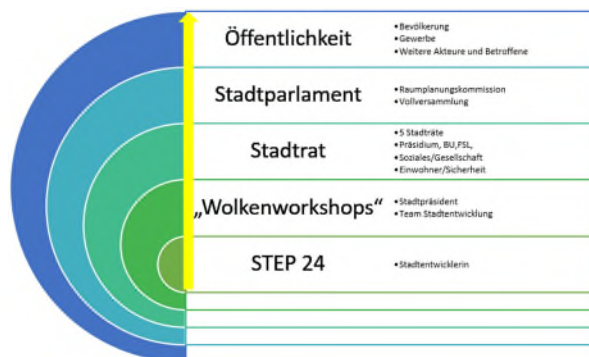 Öffentlichkeit
• Bevölkerung
• Gewerbe
• Weitere Akteure und Betroffene
Stadtparlament
• Raumplanungskommission
• Vollversammlung
Stadtrat
• 5 Stadträte
• Präsidium, BU,FSL,
• Soziales/Gesellschaft
• Einwohner/Sicherheit
„Wolkenworkshops“
• Stadtpräsident
• Team Stadtentwicklung
STEP 24
• Stadtentwicklerin